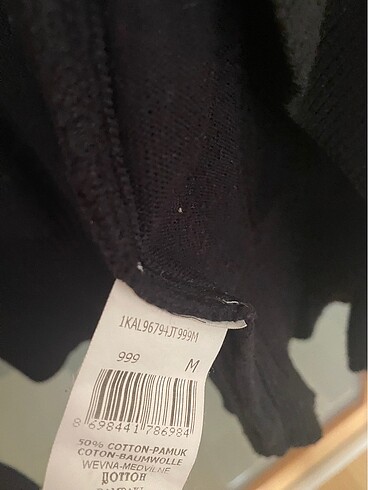 1KAL96794JT999M
999 M
8 698441 786984
50% COTTON-PAMUK
COTON-BAUMWOLLE
WEVNA-MEDVILNE